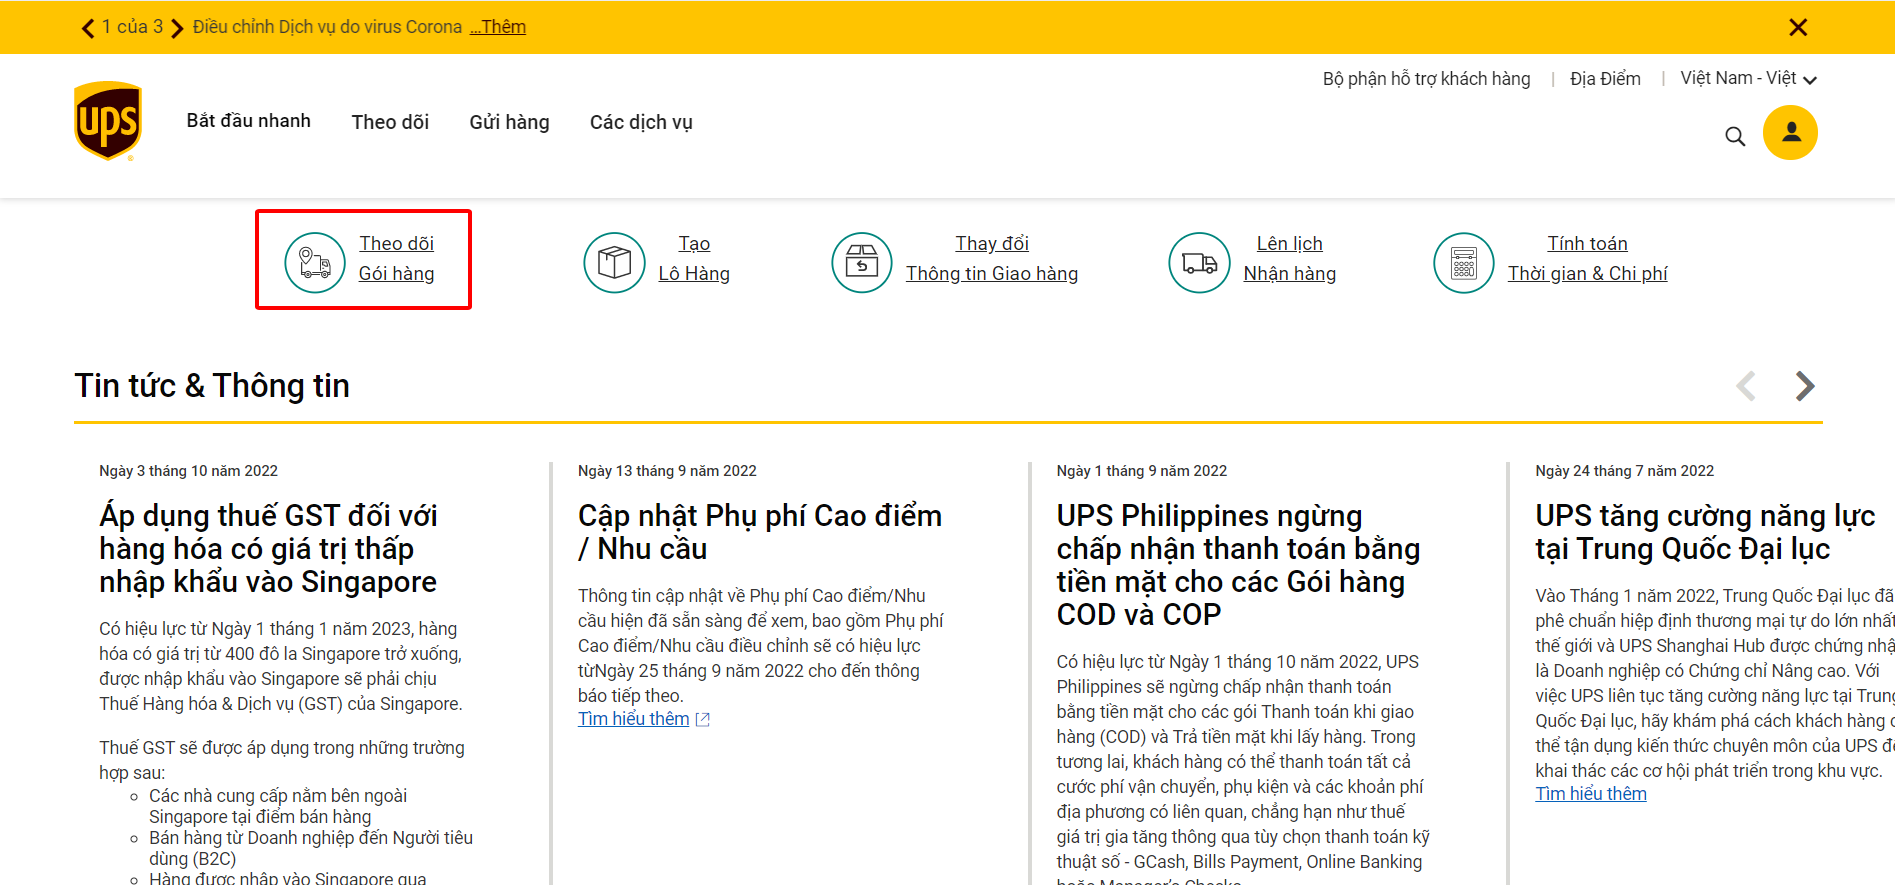 1 của 3 Điều chỉnh Dịch vụ do virus Corona ...Thêm
Bộ phận hỗ trợ khách hàng | Địa Điểm | Việt Nam - Việt
ups
Bắt đầu nhanh Theo dõi Gửi hàng Các dịch vụ
Theo dõi
Gói hàng
Tạo
Lô Hàng
Thay đổi
Thông tin Giao hàng
Lên lịch
Nhận hàng
Tính toán
Thời gian & Chi phí
Tin tức & Thông tin
Ngày 3 tháng 10 năm 2022
Áp dụng thuế GST đối với
hàng hóa có giá trị thấp
nhập khẩu vào Singapore
Có hiệu lực từ Ngày 1 tháng 1 năm 2023, hàng
hóa có giá trị từ 400 đô la Singapore trở xuống,
được nhập khẩu vào Singapore sẽ phải chịu
Thuế Hàng hóa & Dịch vụ (GST) của Singapore.
Thuế GST sẽ được áp dụng trong những trường
hợp sau:
Các nhà cung cấp nằm bên ngoài
Singapore tại điểm bán hàng
Bán hàng từ Doanh nghiệp đến Người tiêu
dùng (B2C)
Hàng được nhập vào Singapore qua
Ngày 13 tháng 9 năm 2022
Cập nhật Phụ phí Cao điểm
/ Nhu cầu
Thông tin cập nhật về Phụ phí Cao điểm/Nhu
cầu hiện đã sẵn sàng để xem, bao gồm Phụ phí
Cao điểm/Nhu cầu điều chỉnh sẽ có hiệu lực
từNgày 25 tháng 9 năm 2022 cho đến thông
báo tiếp theo.
Tìm hiểu thêm
Ngày 1 tháng 9 năm 2022
UPS Philippines ngừng
chấp nhận thanh toán bằng
tiền mặt cho các Gói hàng
COD và COP
Có hiệu lực từ Ngày 1 tháng 10 năm 2022, UPS
Philippines sẽ ngừng chấp nhận thanh toán
bằng tiền mặt cho các gói Thanh toán khi giao
hàng (COD) và Trả tiền mặt khi lấy hàng. Trong
tương lai, khách hàng có thể thanh toán tất cả
cước phí vận chuyển, phụ kiện và các khoản phí
địa phương có liên quan, chẳng hạn như thuế
giá trị gia tăng thông qua tùy chọn thanh toán kỹ
thuật số - GCash, Bills Payment, Online Banking
hoặc Manager's Checks.
Ngày 24 tháng 7 năm 2022
UPS tăng cường năng lực
tại Trung Quốc Đại lục
Vào Tháng 1 năm 2022, Trung Quốc Đại lục đã
phê chuẩn hiệp định thương mại tự do lớn nhất
thế giới và UPS Shanghai Hub được chứng
là Doanh nghiệp có Chứng chỉ Nâng cao. Với
việc UPS liên tục tăng cường năng lực tại
Quốc Đại lục, hãy khám phá cách khách hàng
thể tận dụng kiến thức chuyên môn của UPS
khai thác các cơ hội phát triển trong khu vực.
Tìm hiểu thêm